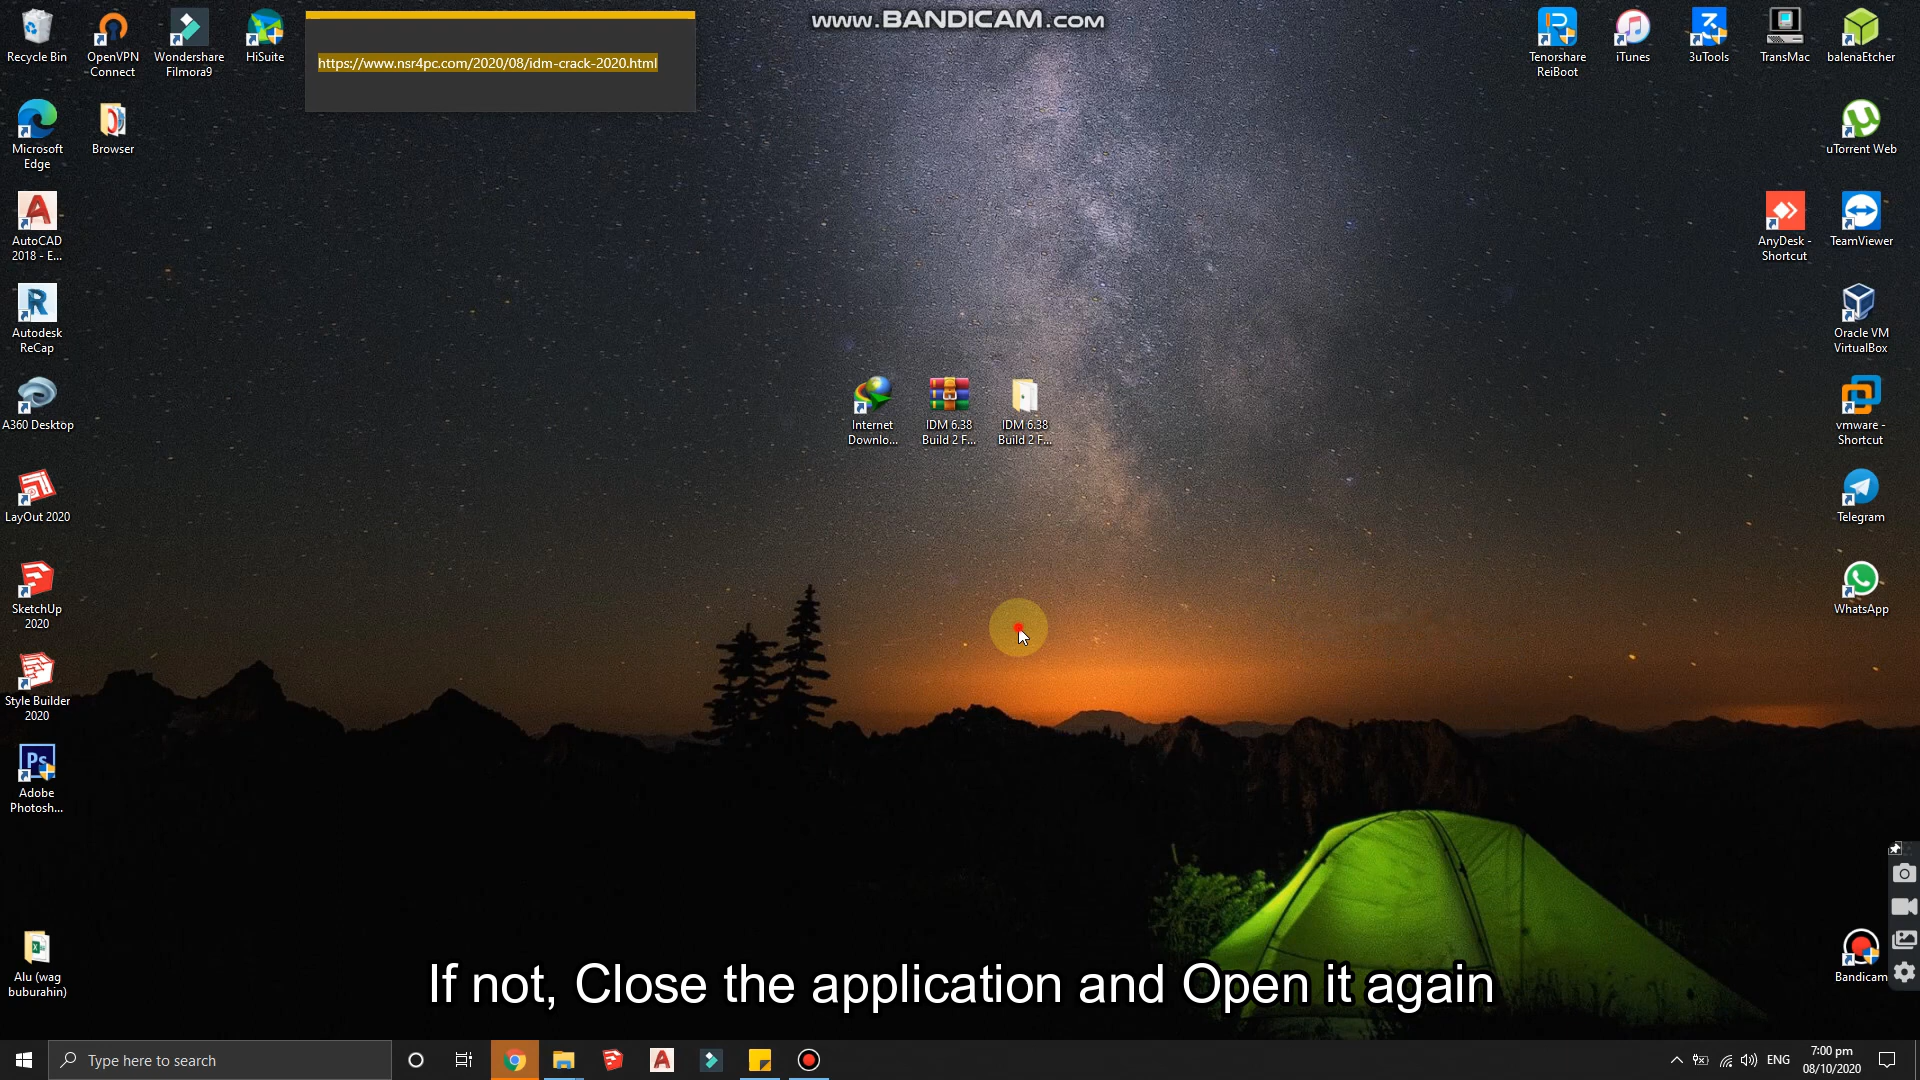 www.BANDICAM.com
Recycle Bin
OpenVPN
Connect
Wondershare
Filmora9
HiSuite
https://www.nsr4pc.com/2020/08/idm-crack-2020.html
Tenorshare
ReiBoot
iTunes
3uTools
TransMac
balenaEtcher
Microsoft
Edge
Browser
uTorrent Web
AutoCAD
2018 - E...
AnyDesk -
Shortcut
TeamViewer
Autodesk
ReCap
Oracle VM
VirtualBox
A360 Desktop
Internet
Downlo...
IDM 6.38
Build 2 F...
IDM 6.38
Build 2 F...
vmware -
Shortcut
LayOut 2020
Telegram
SketchUp
2020
WhatsApp
Style Builder
2020
Ps
Adobe
Photosh...
Alu (wag
buburahin)
Bandicam
If not, Close the application and Open it again
Type here to search
ENG
7:00 pm
08/10/2020